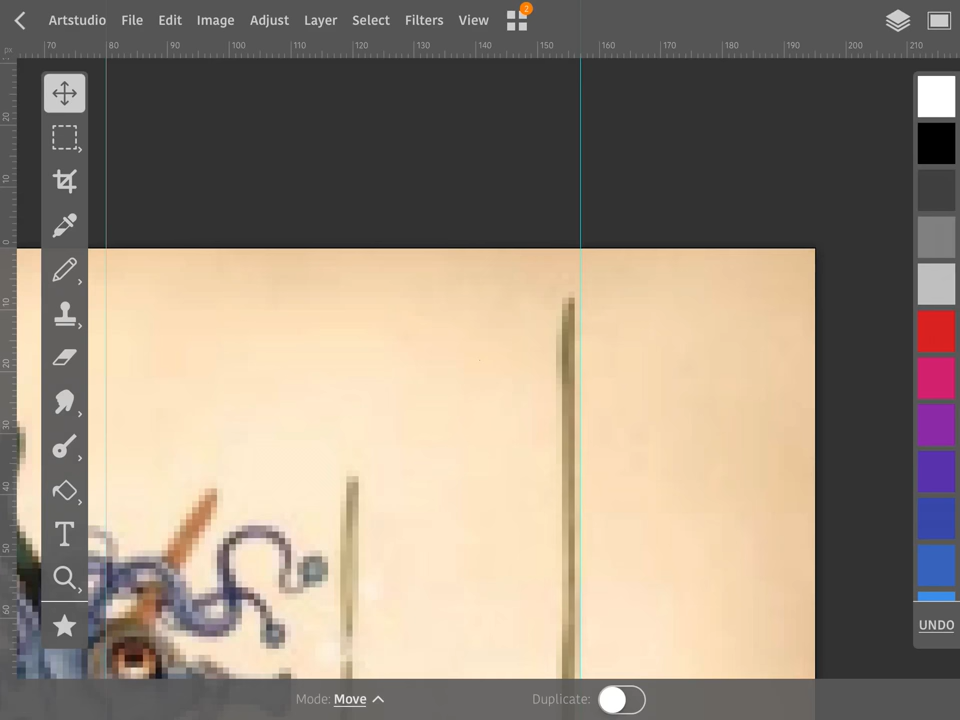 Artstudio File Edit Image Adjust Layer Select Filters View 2
px 70 80 90 100 110 120 130 140 150 160 170 180 190 200 210
20
10
0
10
20
30
40
50
60
T
UNDO
Mode: Move Duplicate: